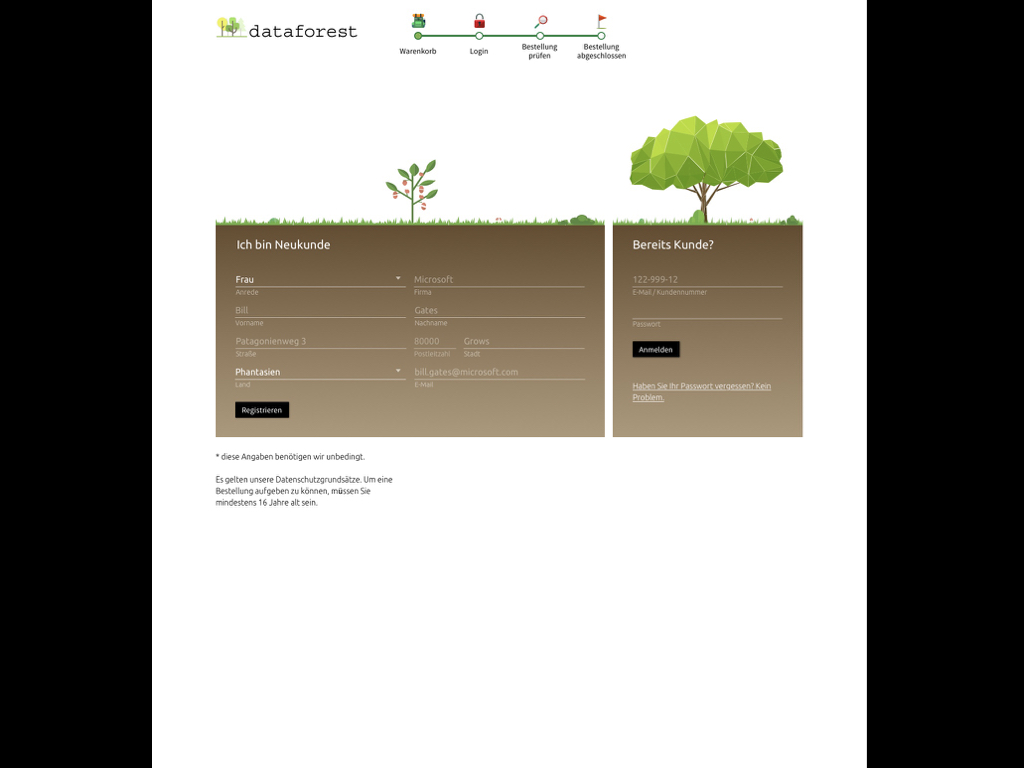 dataforest
Warenkorb
Login
Bestellung
prüfen
Bestellung
abgeschlossen
Ich bin Neukunde
Frau
Anrede
Microsoft
Firma
Bill
Vorname
Gates
Nachname
Patagonienweg 3
Straße
80000
Postleitzahl
Grows
Stadt
Phantasien
Land
bill.gates@microsoft.com
E-Mail
Registrieren
Bereits Kunde?
122-999-12
E-Mail / Kundennummer
Passwort
Anmelden
Haben Sie Ihr Passwort vergessen? Kein
Problem.
* diese Angaben benötigen wir unbedingt.
Es gelten unsere Datenschutzgrundsätze. Um eine
Bestellung aufgeben zu können, müssen Sie
mindestens 16 Jahre alt sein.